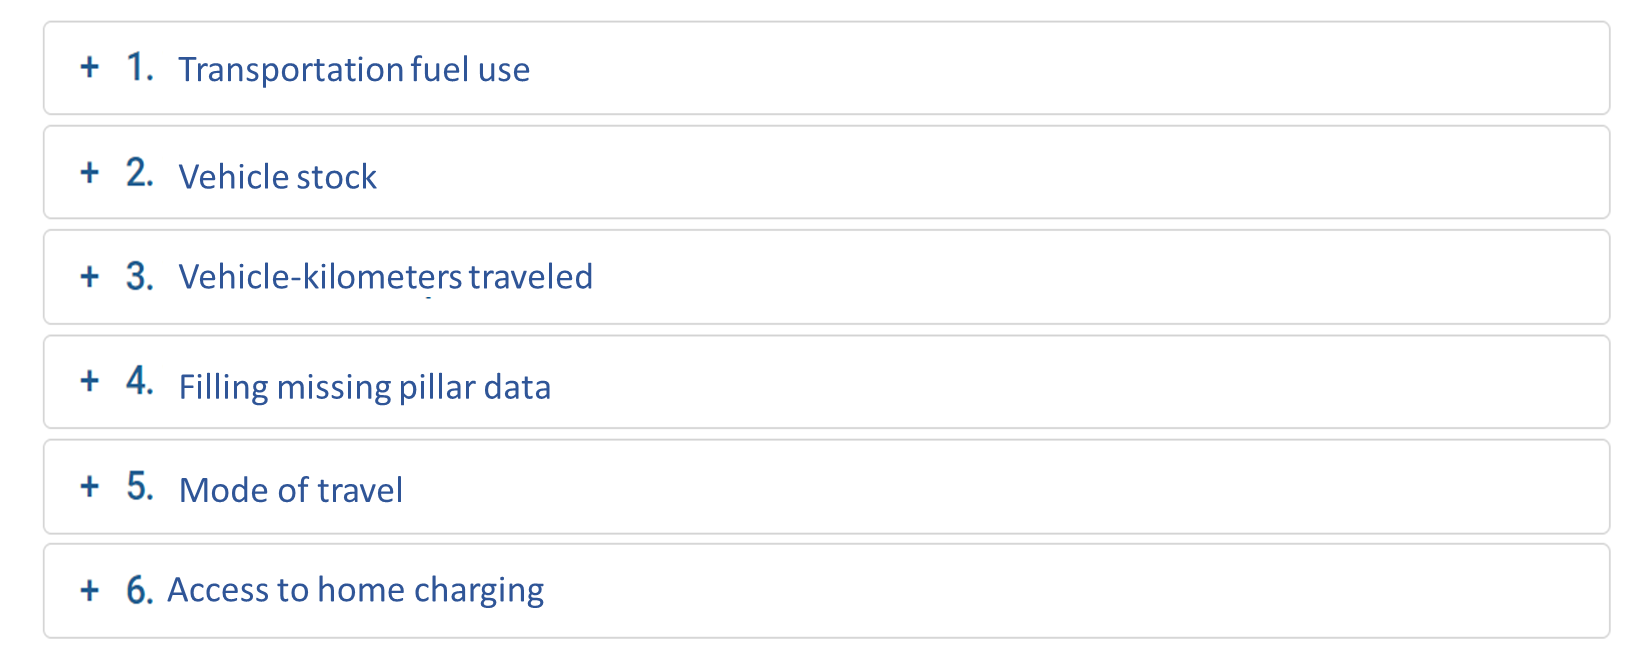 + 1. Transportation fuel use
+ 2. Vehicle stock
+ 3. Vehicle-kilometers traveled
+ 4. Filling missing pillar data
+ 5. Mode of travel
+ 6. Access to home charging